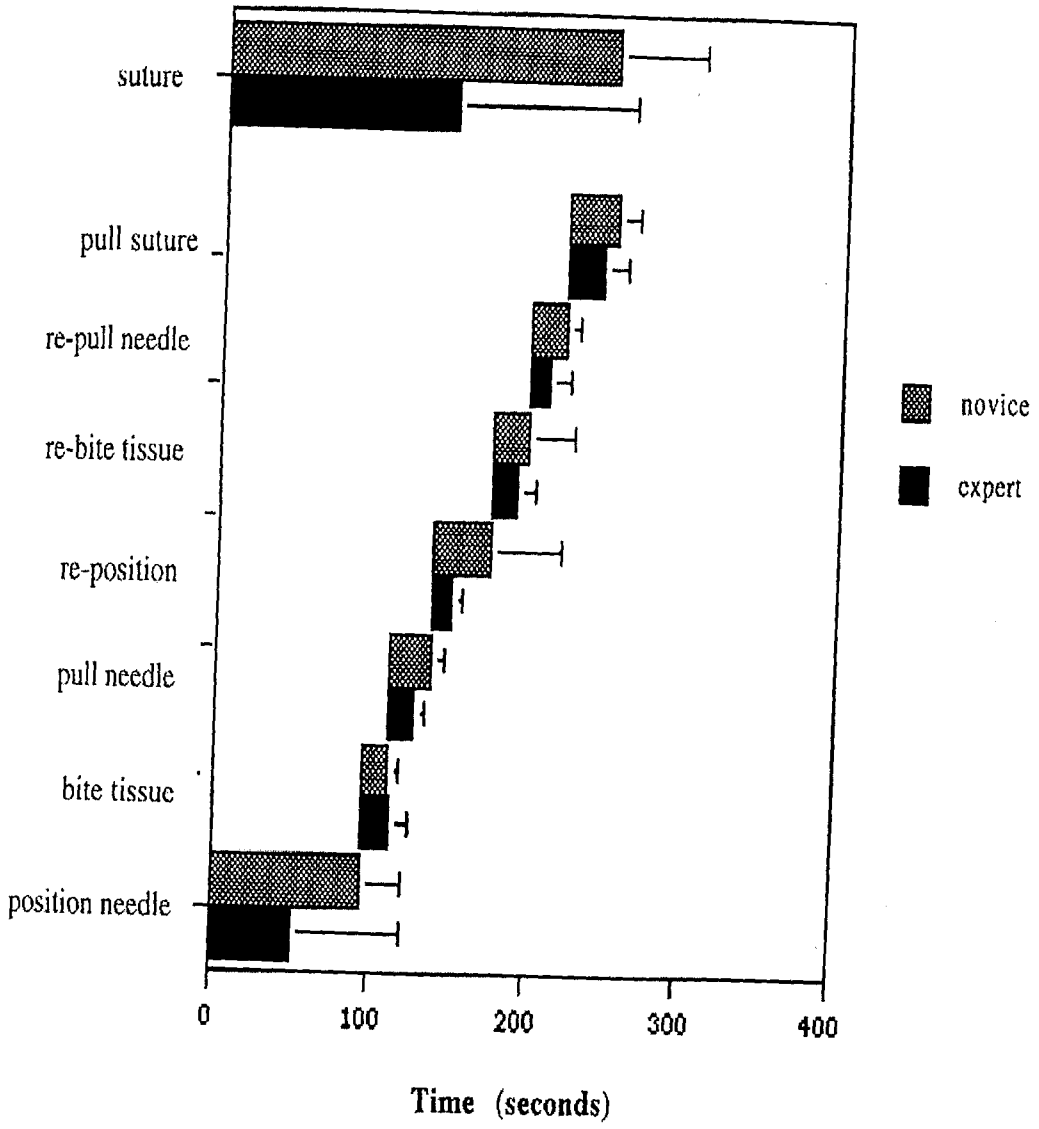 suture
pull suture
re-pull needle
re-bite tissue
re-position
pull needle
bite tissue
position needle
novice
expert
0 100 200 300 400
Time (seconds)